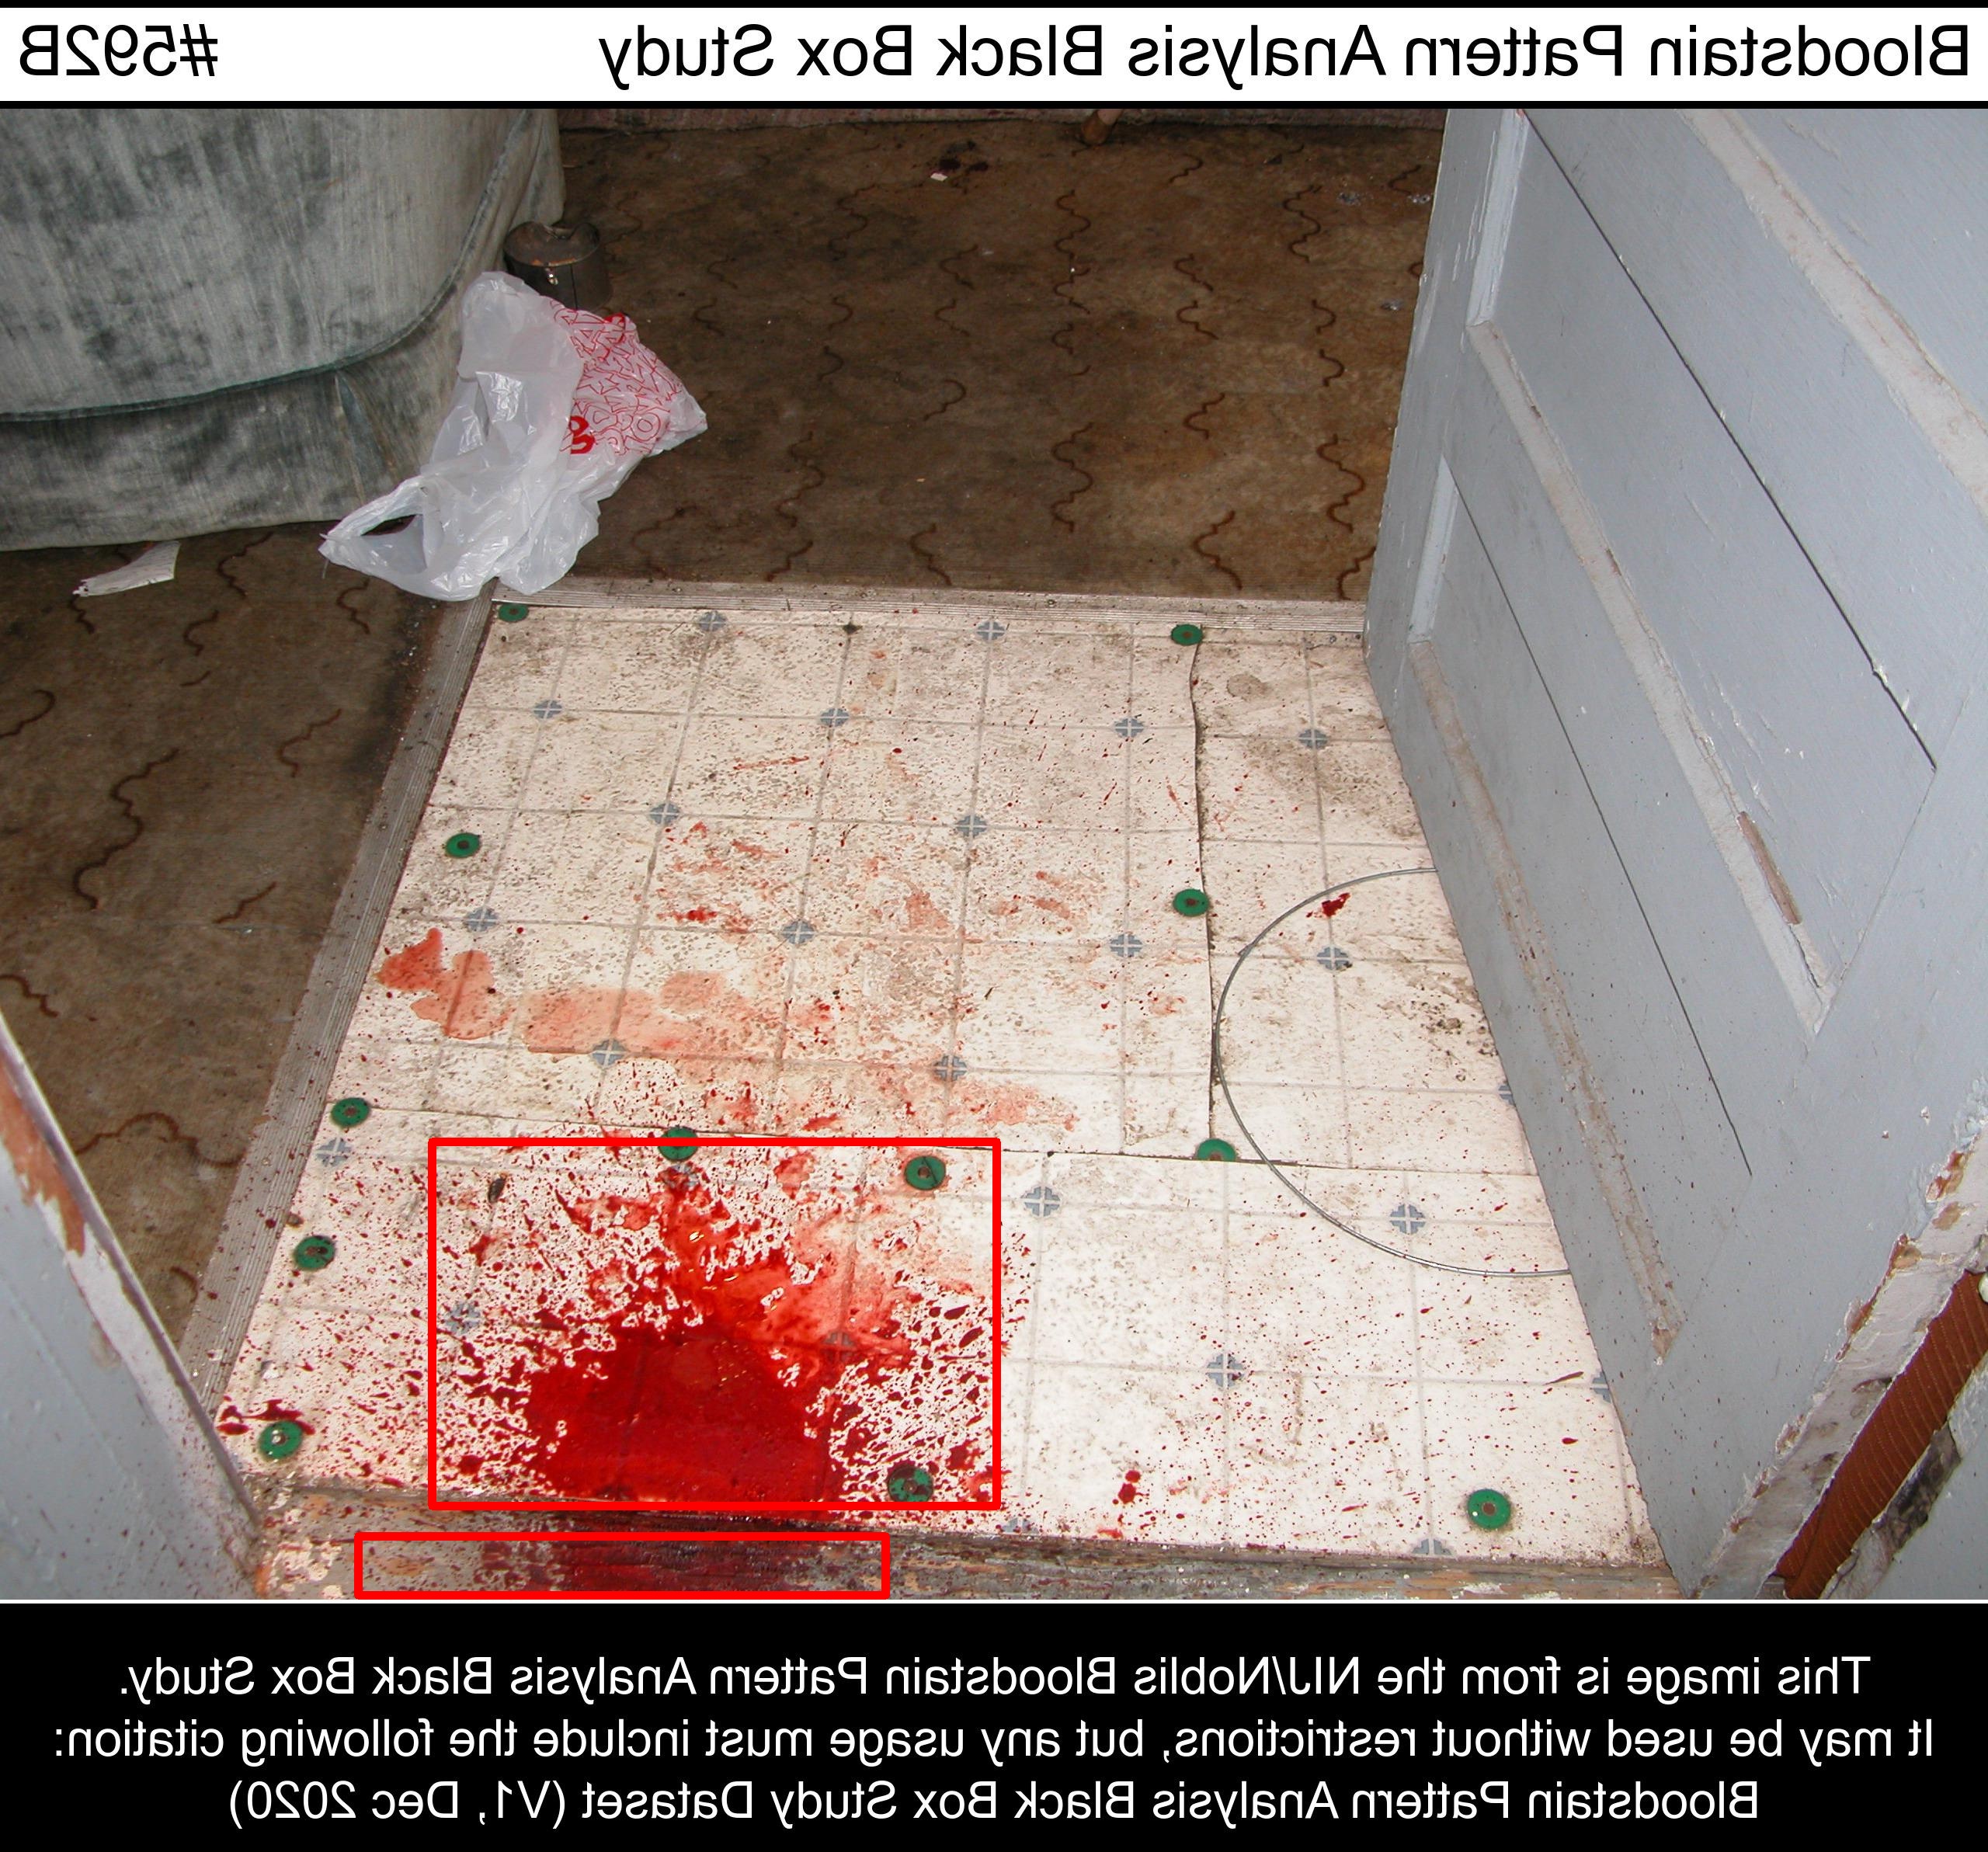 Bloodstain Pattern Analysis Black Box Study #592B
This image is from the NIJ/Noblis Bloodstain Pattern Analysis Black Box Study.
It may be used without restrictions, but any usage must include the following citation:
Bloodstain Pattern Analysis Black Box Study Dataset (V1, Dec 2020)